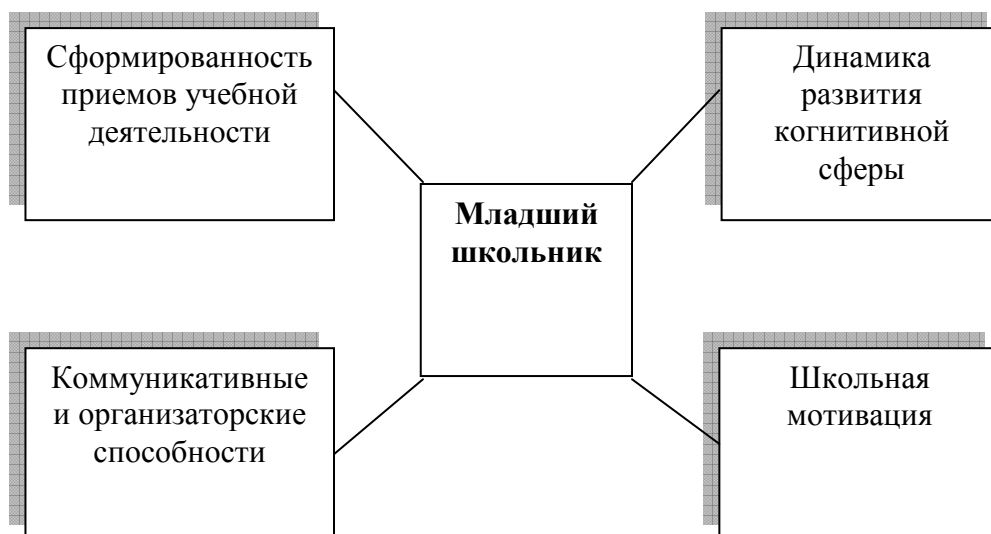 Сформированность
приемов учебной
деятельности
Динамика
развития
когнитивной
сферы
Младший
школьник
Коммуникативные
и организаторские
способности
Школьная
мотивация